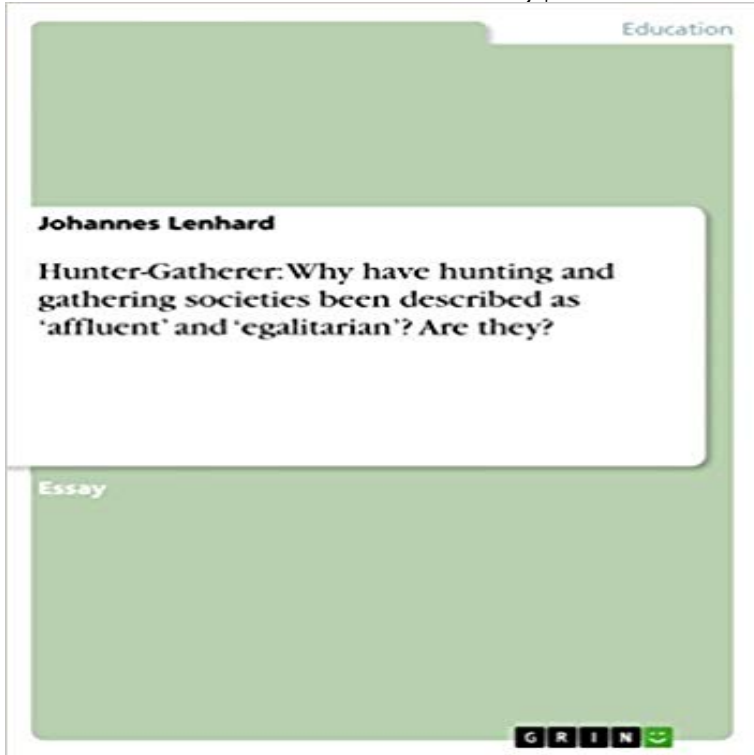 Education
Johannes Lenhard
Hunter-Gatherer: Why have hunting and
gathering societies been described as
‘affluent’ and ‘egalitarian’? Are they?
Essay
G R I N